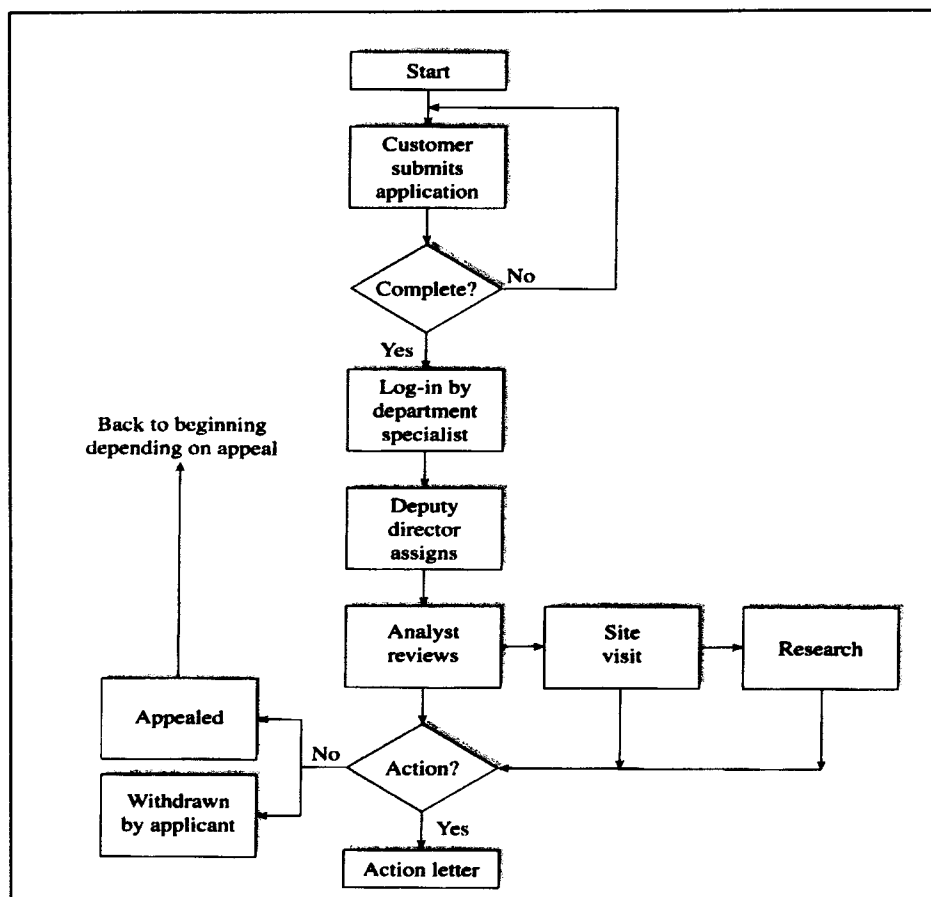 Start
Customer
submits
application
Complete?
No
Yes
Log-in by
department
specialist
Back to beginning
depending on appeal
Deputy
director
assigns
Analyst
reviews
Site
visit
Research
Appealed
No
Action?
Withdrawn
by applicant
Yes
Action letter